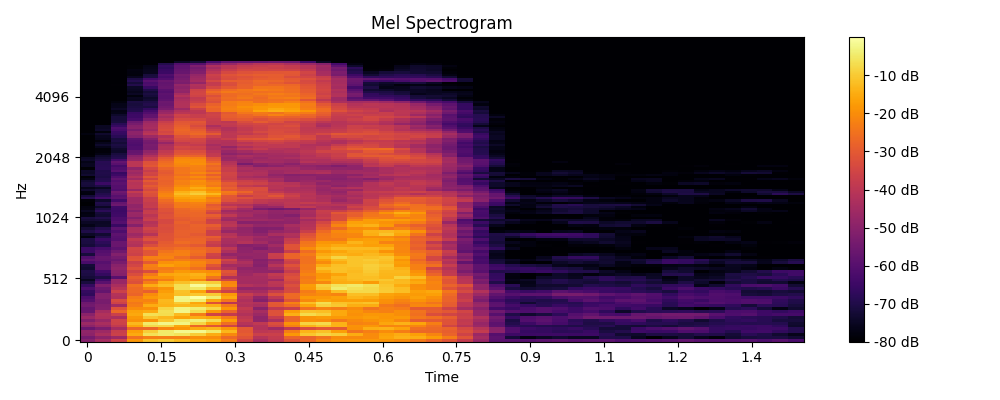 Mel Spectrogram
Hz
4096
2048
1024
512
0
0 0.15 0.3 0.45 0.6 0.75 0.9 1.1 1.2 1.4
Time
-10 dB
-20 dB
-30 dB
-40 dB
-50 dB
-60 dB
-70 dB
-80 dB